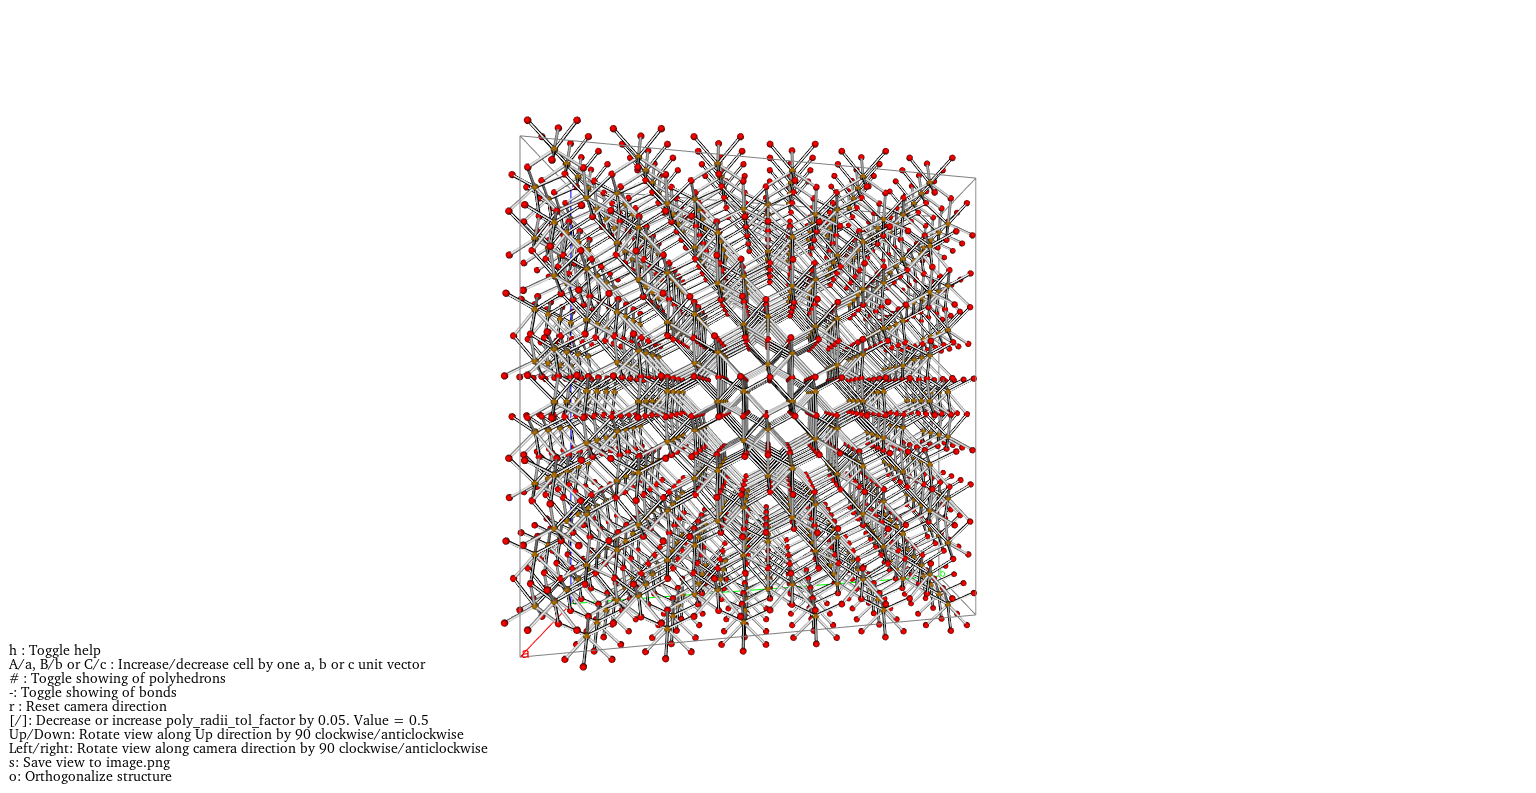 b
a
h : Toggle help
A/a, B/b or C/c : Increase/decrease cell by one a, b or c unit vector
# : Toggle showing of polyhedrons
-: Toggle showing of bonds
r : Reset camera direction
[/]: Decrease or increase poly_radii_tol_factor by 0.05. Value = 0.5
Up/Down: Rotate view along Up direction by 90 clockwise/anticlockwise
Left/right: Rotate view along camera direction by 90 clockwise/anticlockwise
s: Save view to image.png
o: Orthogonalize structure